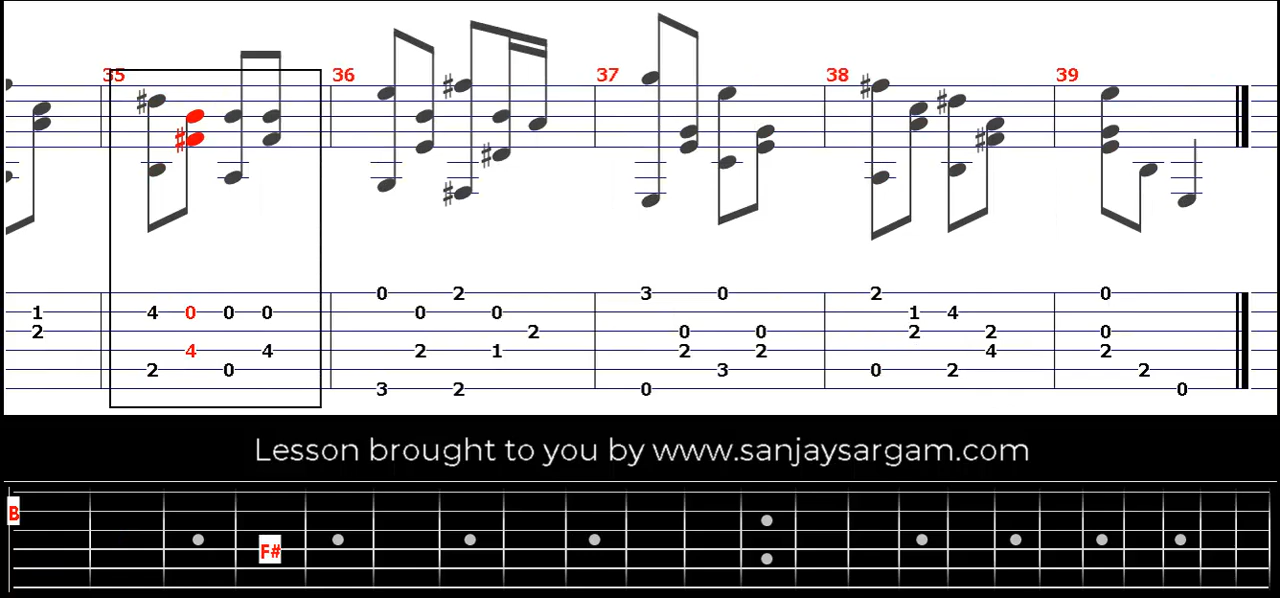 35 36 37 38 39
0 2 3 0 2 0
1 4 0 0 0 0 0 1 4
2 2 0 0 2 2 0
4 4 2 1 2 2 4 2
2 0 3 0 2 2
3 2 0 0
Lesson brought to you by www.sanjaysargam.com
B
F#